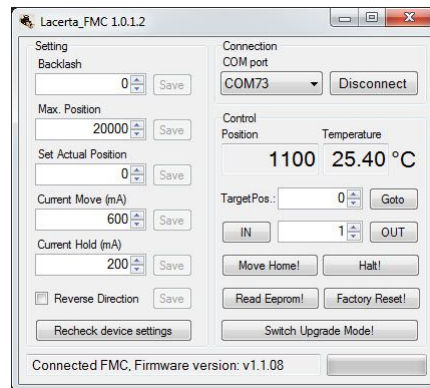 Lacerta_FMC 1.0.1.2
Setting
Backlash
0 Save
Max. Position
20000 Save
Set Actual Position
0 Save
Current Move (mA)
600 Save
Current Hold (mA)
200 Save
Reverse Direction Save
Recheck device settings
Connection
COM port
COM73 Disconnect
Control
Position Temperature
1100 25.40 °C
TargetPos.: 0 Goto
IN 1 OUT
Move Home! Halt!
Read Eeprom! Factory Reset!
Switch Upgrade Mode!
Connected FMC, Firmware version: v1.1.08